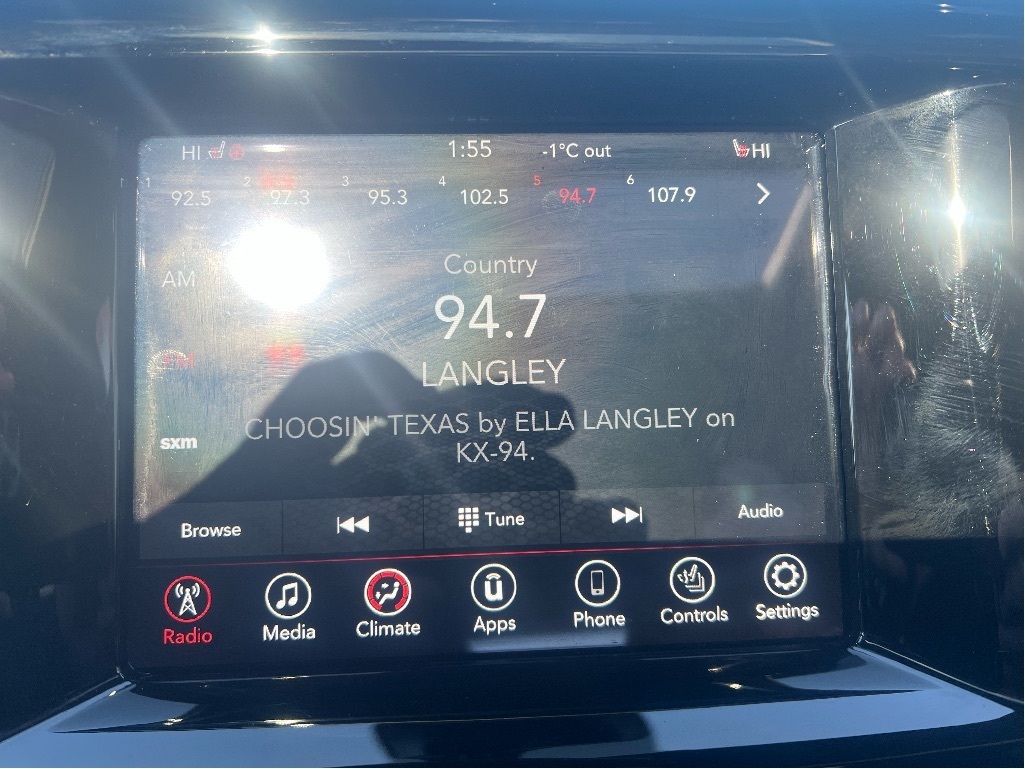 HI 1:55 -1°C out HI
1 92.5 2 97.3 3 95.3 4 102.5 5 94.7 6 107.9
Country
AM
94.7
FM
LANGLEY
CHOOSIN' TEXAS by ELLA LANGLEY on
sxm
KX-94.
Browse Tune Audio
Radio Media Climate Apps Phone Controls Settings